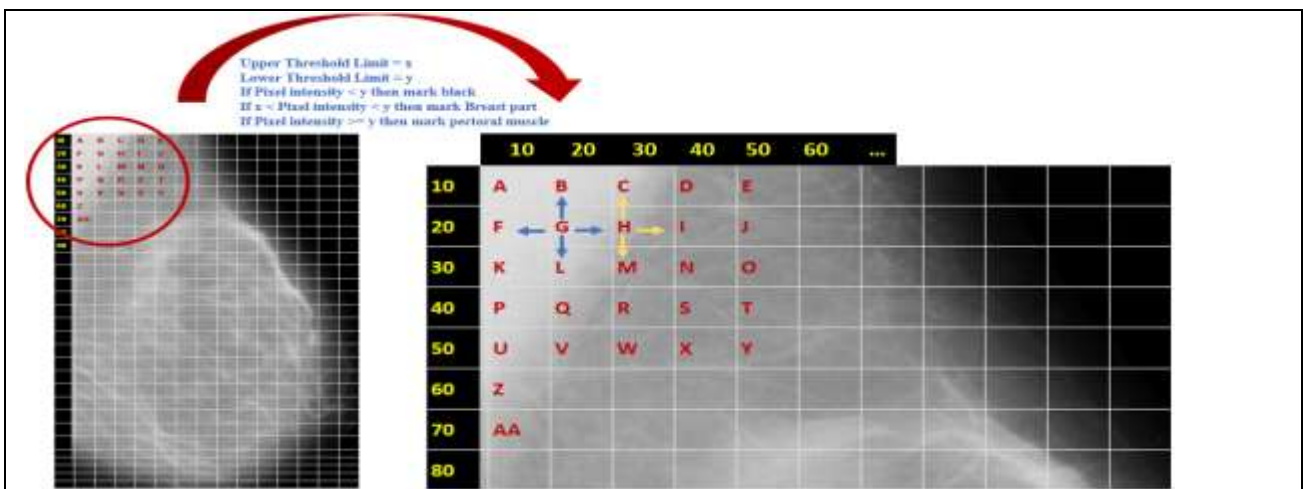 Upper Threshold Limit = x
Lower Threshold Limit = y
If Pixel intensity < y then mark black
If x < Pixel intensity < y then mark Breast part
If Pixel intensity >= y then mark pectoral muscle
10 20 30 40 50 60 ...
10 A B C D E
20 F G H I J
30 K L M N O
40 P Q R S T
50 U V W X Y
60 Z
70 AA
80